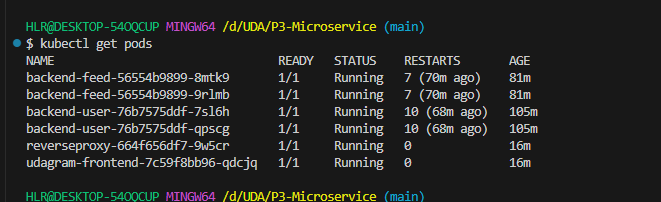 HLR@DESKTOP-54OQCUP MINGW64 /d/UDA/P3-Microservice (main)
$ kubectl get pods
NAME READY STATUS RESTARTS AGE
backend-feed-56554b9899-8mtk9 1/1 Running 7 (70m ago) 81m
backend-feed-56554b9899-9rlmb 1/1 Running 7 (70m ago) 81m
backend-user-76b7575ddf-7sl6h 1/1 Running 10 (68m ago) 105m
backend-user-76b7575ddf-qpscg 1/1 Running 10 (68m ago) 105m
reverseproxy-664f656df7-9w5cr 1/1 Running 0 16m
udagram-frontend-7c59f8bb96-qdcjq 1/1 Running 0 16m
HLR@DESKTOP-54OQCUP MINGW64 /d/UDA/P3-Microservice (main)